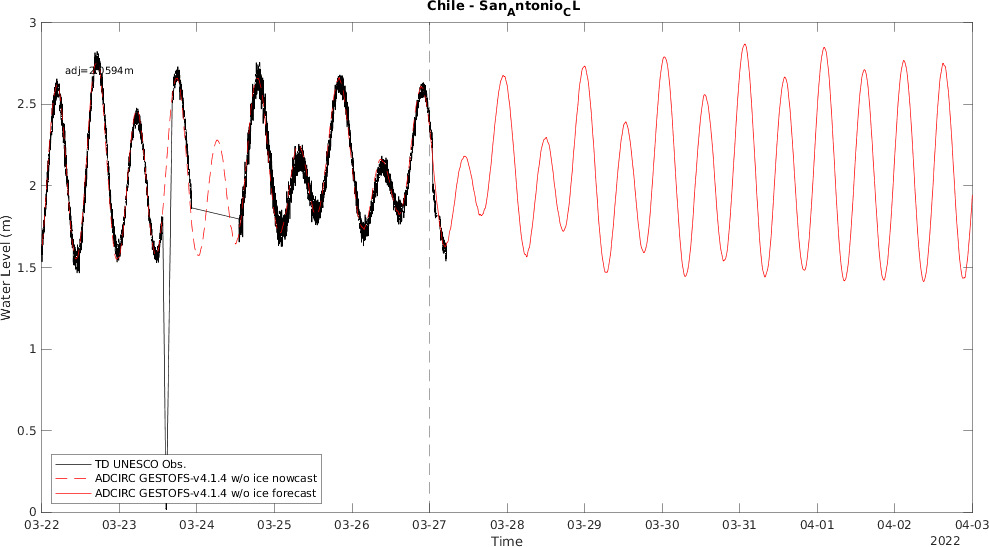 Chile - SanAntonioCL
3
adj=2.0594m
2.5
2
1.5
1
0.5
0
Water Level (m)
TD UNESCO Obs.
ADCIRC GESTOFS-v4.1.4 w/o ice nowcast
ADCIRC GESTOFS-v4.1.4 w/o ice forecast
03-22 03-23 03-24 03-25 03-26 03-27 03-28 03-29 03-30 03-31 04-01 04-02 04-03
Time
2022